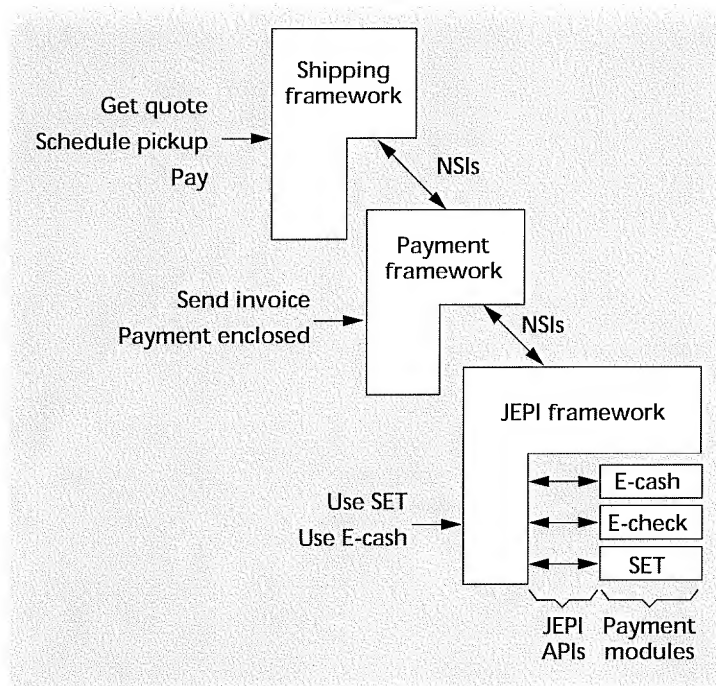 Shipping
framework
Get quote
Schedule pickup
Pay
NSIs
Payment
framework
Send invoice
Payment enclosed
NSIs
JEPI framework
E-cash
Use SET
Use E-cash
E-check
SET
JEPI
APIs
Payment
modules